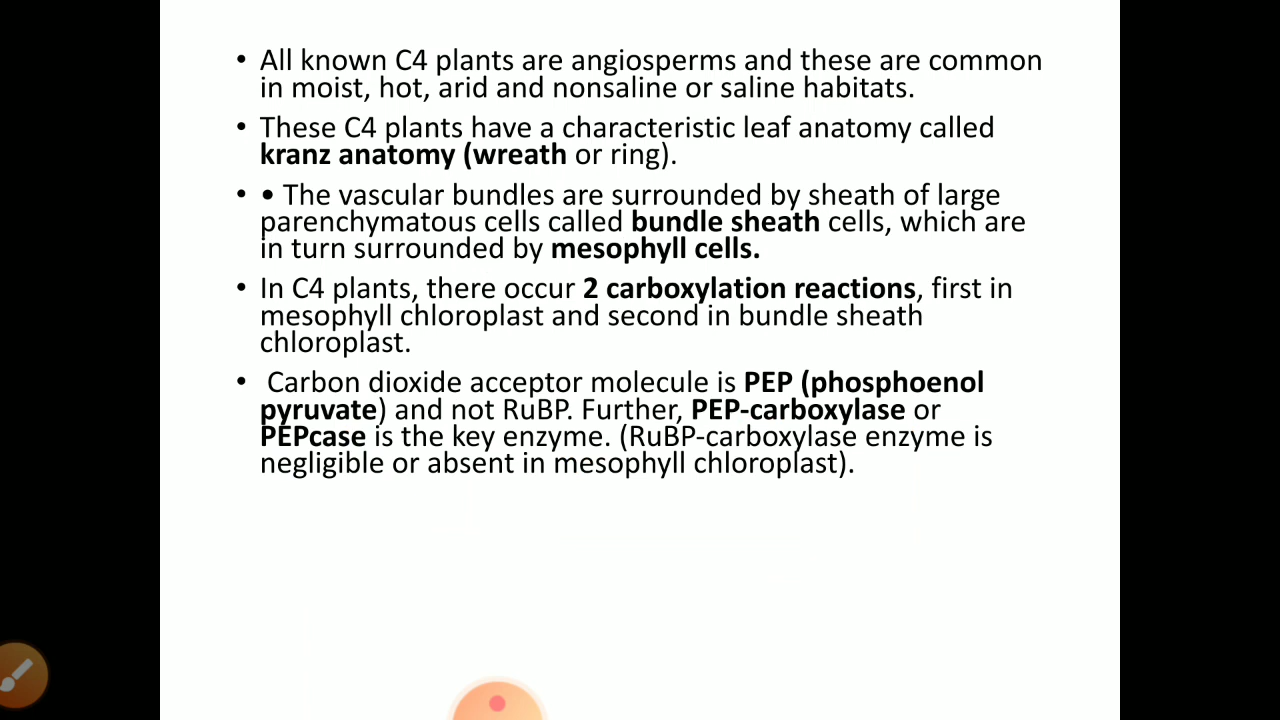 • All known C4 plants are angiosperms and these are common
in moist, hot, arid and nonsaline or saline habitats.
• These C4 plants have a characteristic leaf anatomy called
kranz anatomy (wreath or ring).
• • The vascular bundles are surrounded by sheath of large
parenchymatous cells called bundle sheath cells, which are
in turn surrounded by mesophyll cells.
• In C4 plants, there occur 2 carboxylation reactions, first in
mesophyll chloroplast and second in bundle sheath
chloroplast.
• Carbon dioxide acceptor molecule is PEP (phosphoenol
pyruvate) and not RuBP. Further, PEP-carboxylase or
PEPcase is the key enzyme. (RuBP-carboxylase enzyme is
negligible or absent in mesophyll chloroplast).